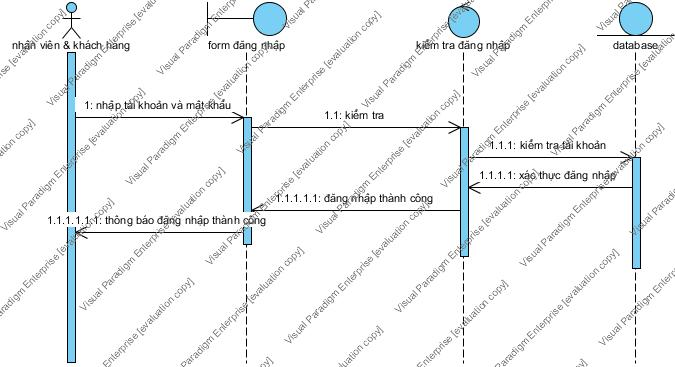 nhân viên & khách hàng
form đăng nhập
kiểm tra đăng nhập
database
1: nhập tài khoản và mật khẩu
1.1: kiểm tra
1.1.1: kiểm tra tài khoản
1.1.1.1: xác thực đăng nhập
1.1.1.1.1: đăng nhập thành công
1.1.1.1.1.1: thông báo đăng nhập thành công
Visual Paradigm Enterprise [evaluation copy]